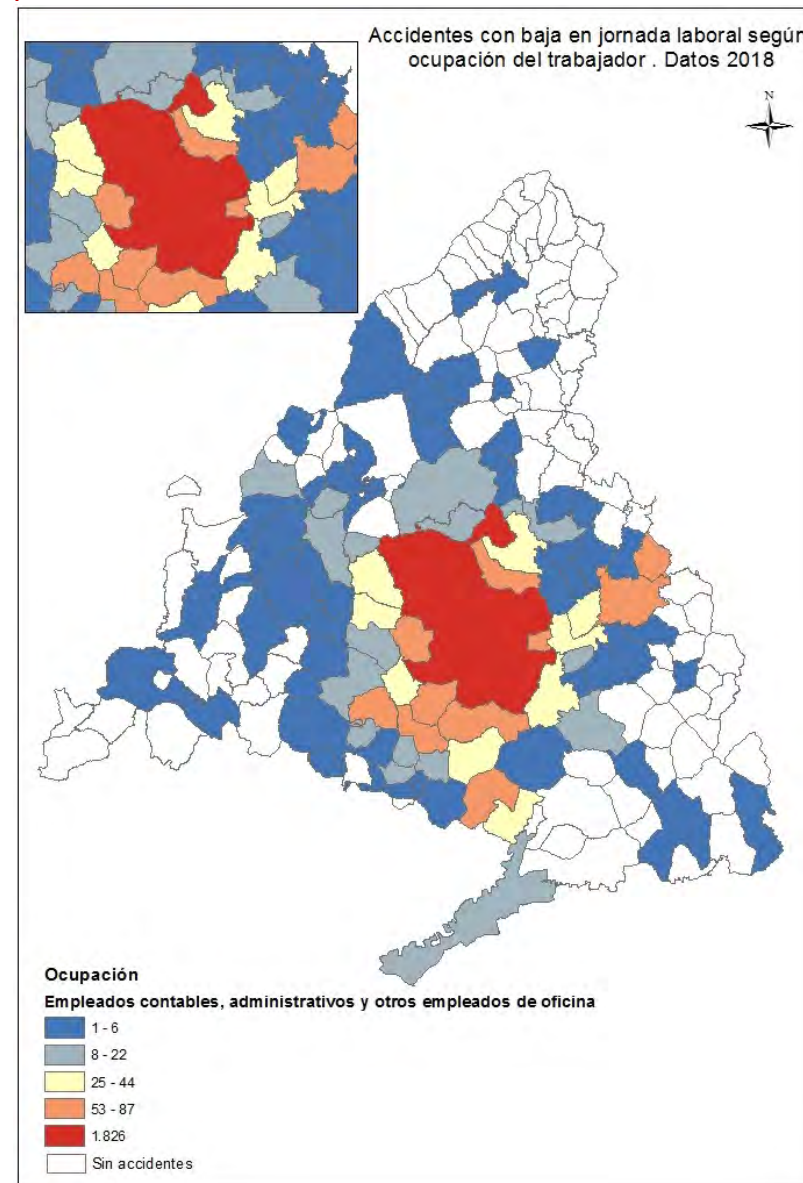 Accidentes con baja en jornada laboral según
ocupación del trabajador . Datos 2018
N
Ocupación
Empleados contables, administrativos y otros empleados de oficina
1 - 6
8 - 22
25 - 44
53 - 87
1.826
Sin accidentes